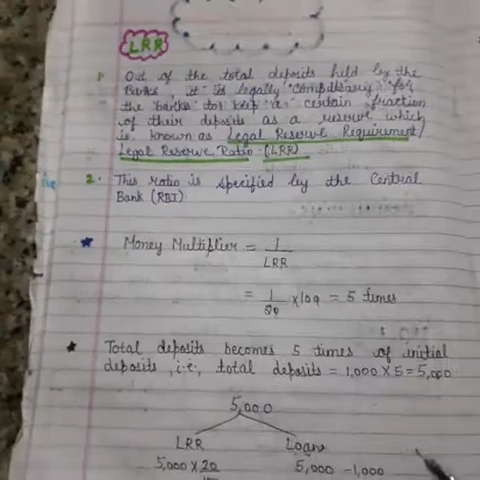 LRR
1. Out of the total deposits held by the
Banks, it is legally compulsary for
the banks to keep a certain fraction
of their deposits as a reserve which
is known as Legal Reserve Requirement/
Legal Reserve Ratio (LRR)
2. This ratio is specified by the Central
Bank (RBI)
★ Money Multiplier = 1/LRR
= 1/20 × 100 = 5 times
★ Total deposits becomes 5 times of initial
deposits, i.e, total deposits = 1,000 × 5 = 5,000
5,000
LRR Loans
5,000 × 20 5,000 - 1,000